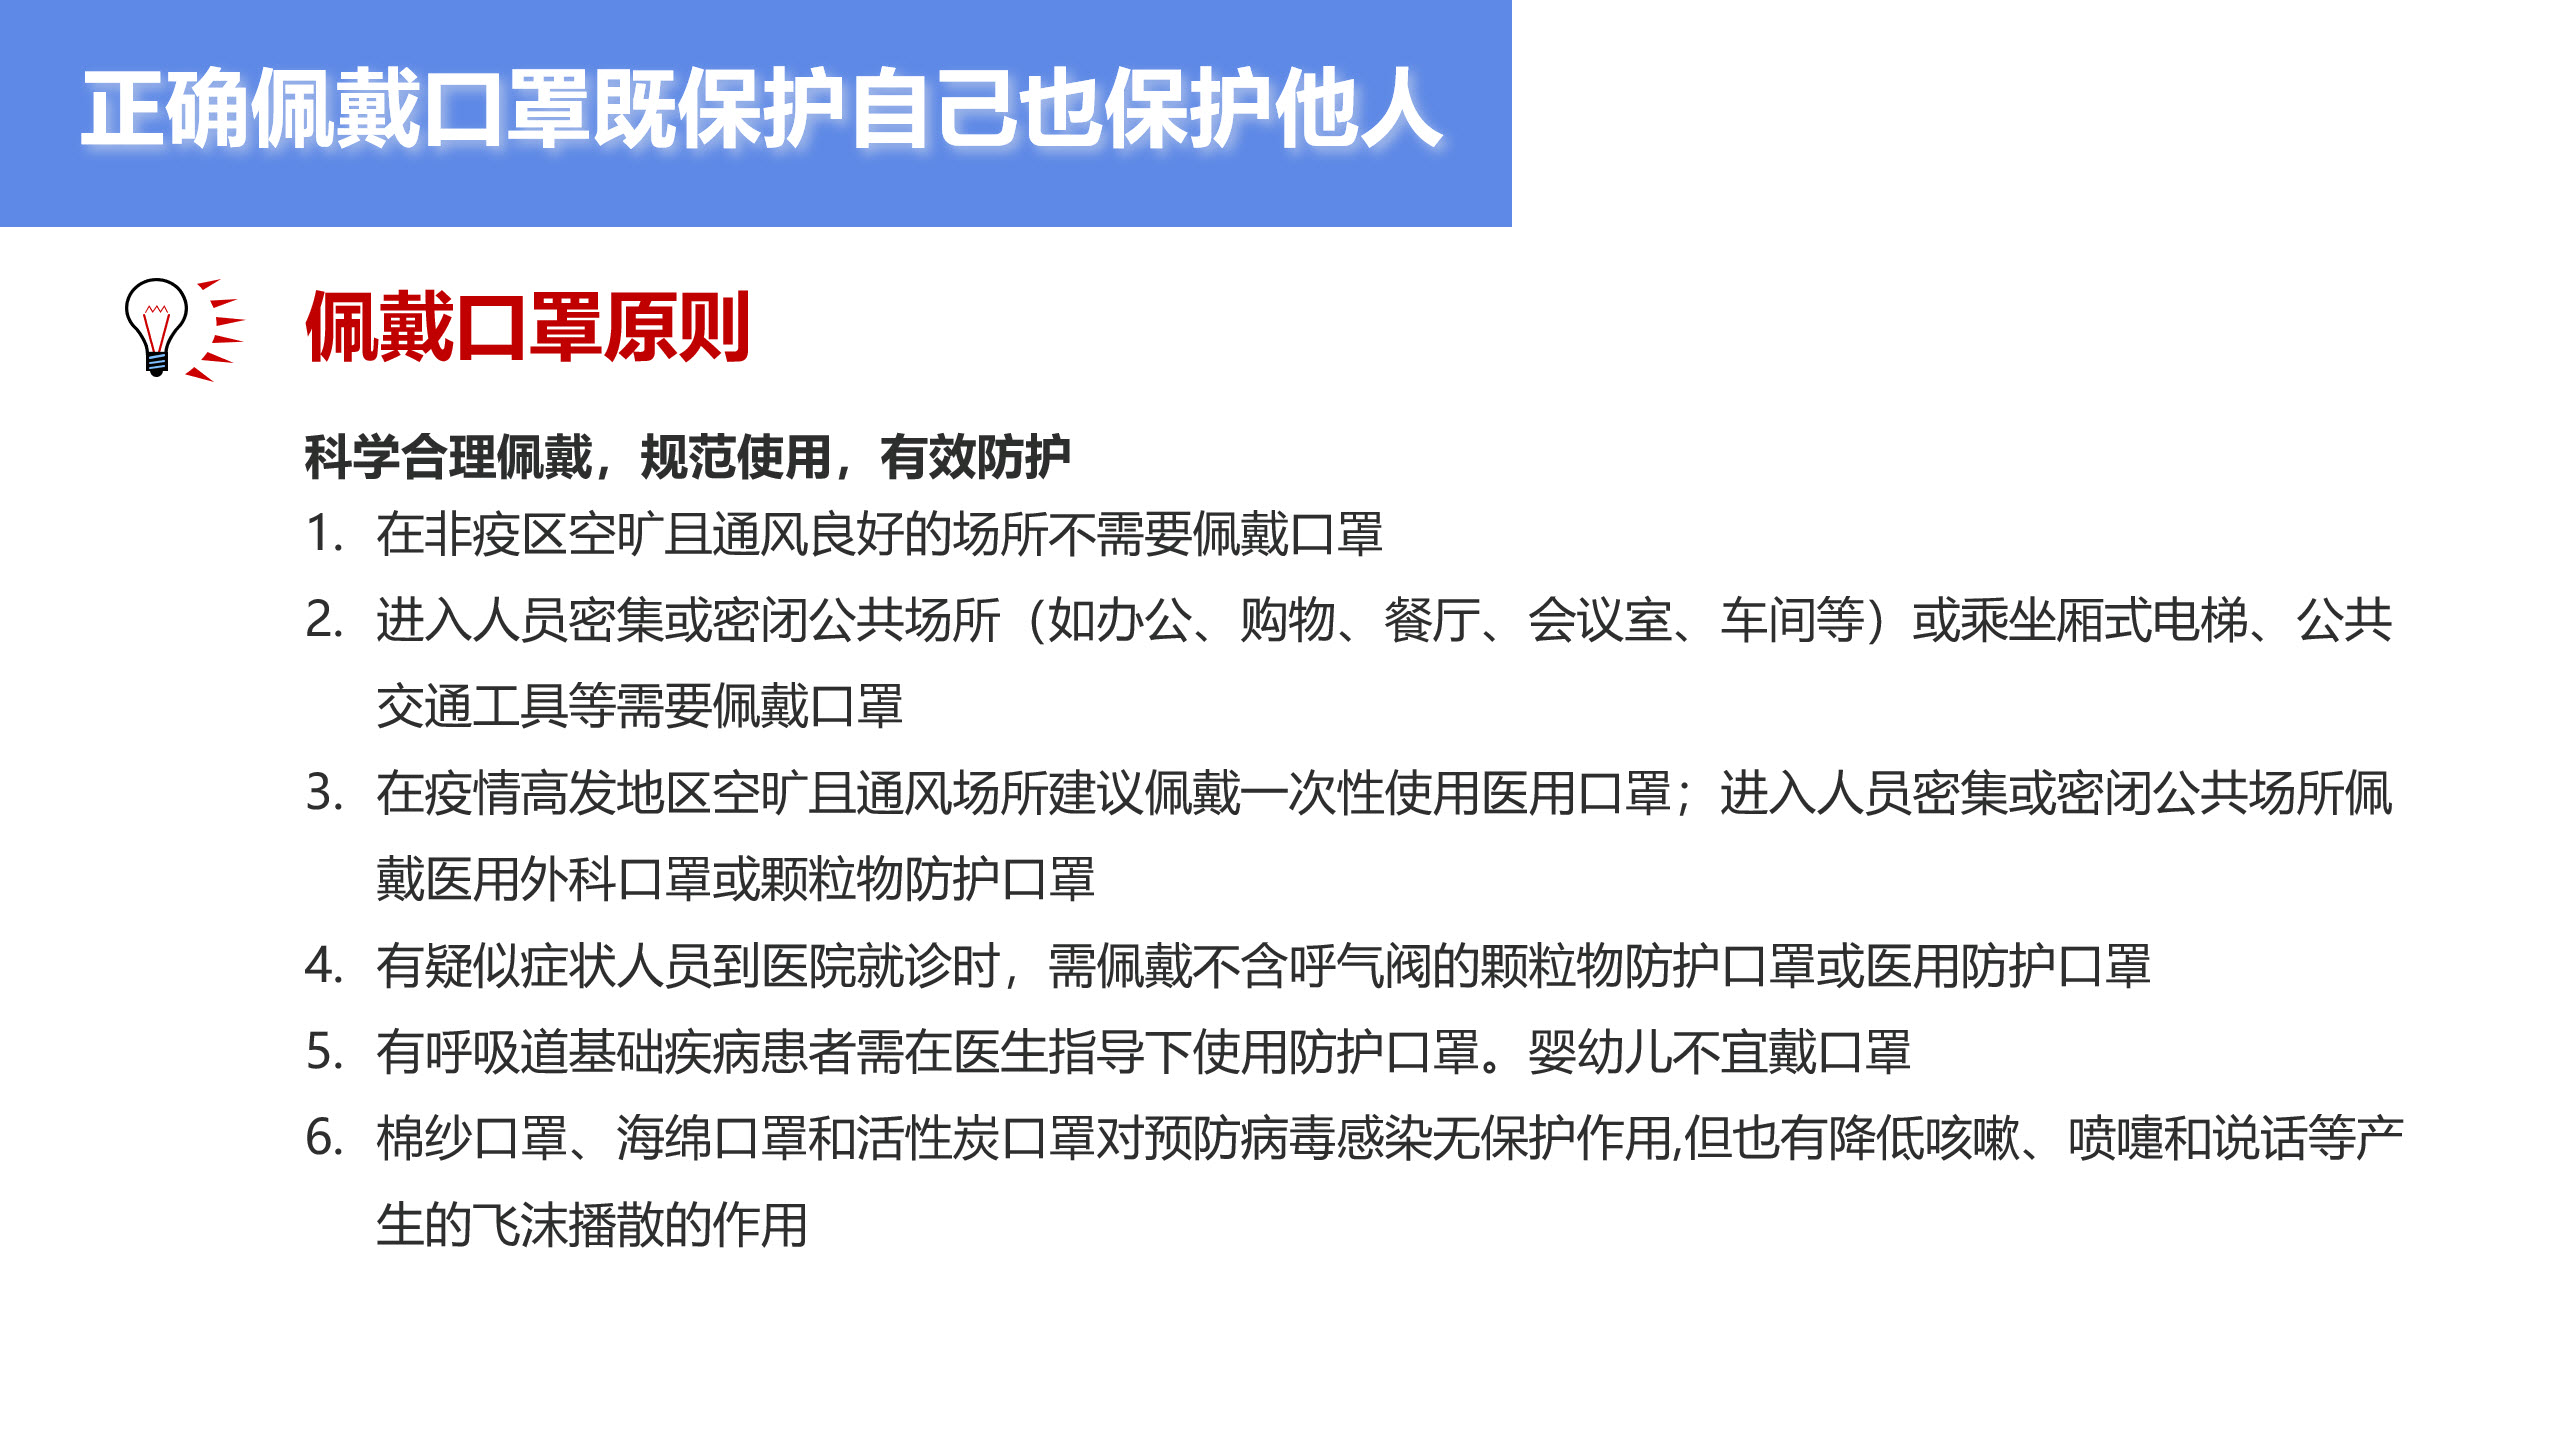 正确佩戴口罩既保护自己也保护他人
佩戴口罩原则
科学合理佩戴，规范使用，有效防护
1. 在非疫区空旷且通风良好的场所不需要佩戴口罩
2. 进入人员密集或密闭公共场所（如办公、购物、餐厅、会议室、车间等）或乘坐厢式电梯、公共
交通工具等需要佩戴口罩
3. 在疫情高发地区空旷且通风场所建议佩戴一次性使用医用口罩；进入人员密集或密闭公共场所佩
戴医用外科口罩或颗粒物防护口罩
4. 有疑似症状人员到医院就诊时，需佩戴不含呼气阀的颗粒物防护口罩或医用防护口罩
5. 有呼吸道基础疾病患者需在医生指导下使用防护口罩。婴幼儿不宜戴口罩
6. 棉纱口罩、海绵口罩和活性炭口罩对预防病毒感染无保护作用,但也有降低咳嗽、喷嚏和说话等产
生的飞沫播散的作用